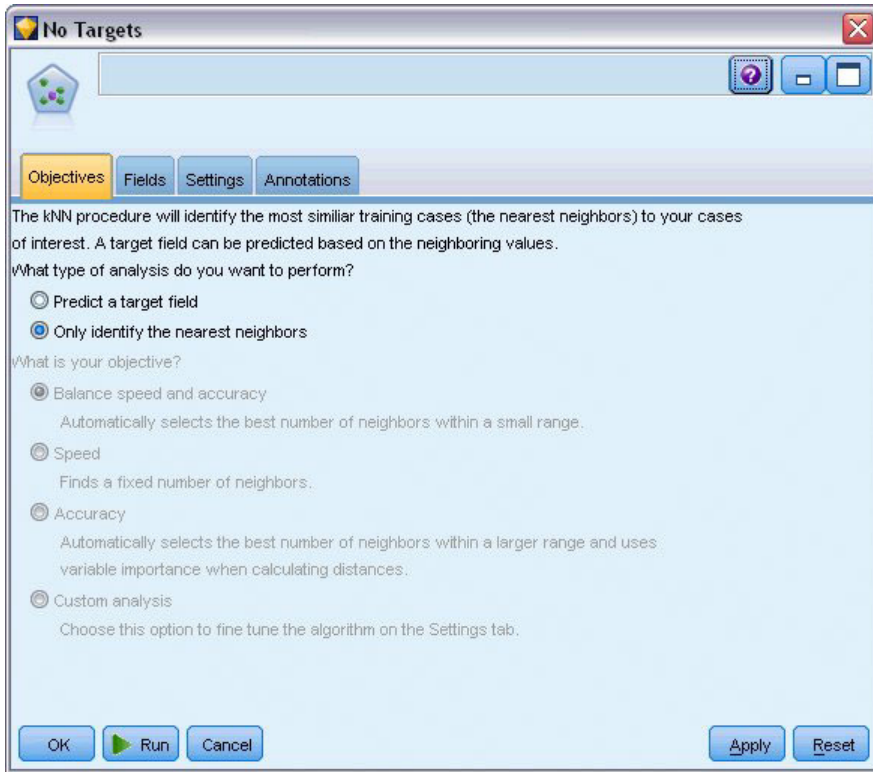 No Targets
Objectives Fields Settings Annotations
The kNN procedure will identify the most similiar training cases (the nearest neighbors) to your cases
of interest. A target field can be predicted based on the neighboring values.
What type of analysis do you want to perform?
Predict a target field
Only identify the nearest neighbors
What is your objective?
Balance speed and accuracy
Automatically selects the best number of neighbors within a small range.
Speed
Finds a fixed number of neighbors.
Accuracy
Automatically selects the best number of neighbors within a larger range and uses
variable importance when calculating distances.
Custom analysis
Choose this option to fine tune the algorithm on the Settings tab.
OK Run Cancel Apply Reset